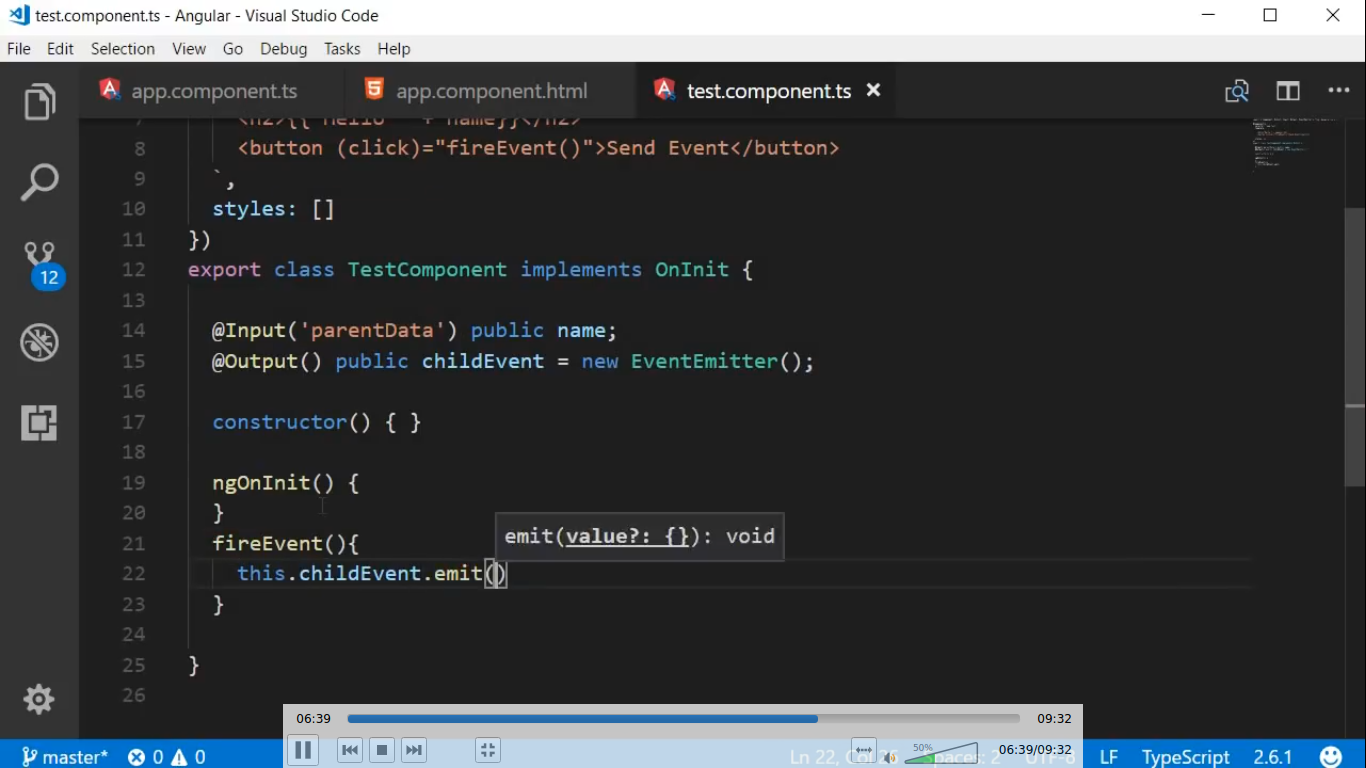 test.component.ts - Angular - Visual Studio Code
File Edit Selection View Go Debug Tasks Help
app.component.ts app.component.html test.component.ts
8 <button (click)="fireEvent()">Send Event</button>
9 `,
10 styles: []
11 })
12 export class TestComponent implements OnInit {
13
14 @Input('parentData') public name;
15 @Output() public childEvent = new EventEmitter();
16
17 constructor() { }
18
19 ngOnInit() {
20 }
emit(value?: {}): void
21 fireEvent(){
22 this.childEvent.emit()
23 }
24
25 }
26
12
06:39 09:32
50% 06:39/09:32
master* 0 0 Ln 22, Col 26 Spaces: 2 UTF-8 LF TypeScript 2.6.1